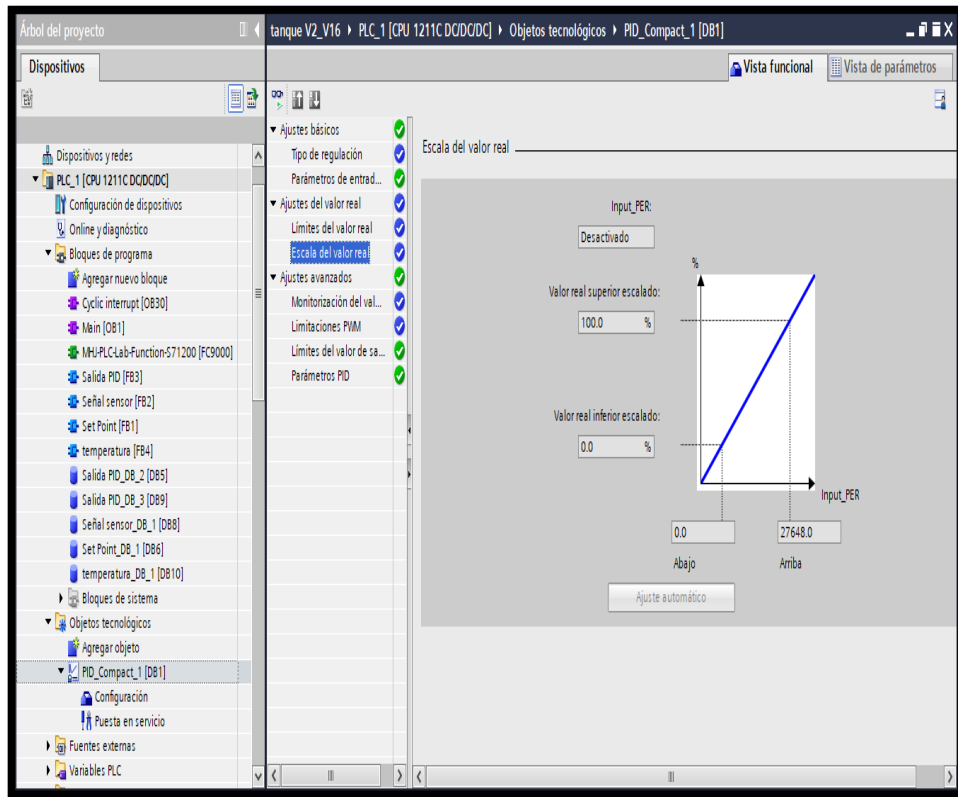 Árbol del proyecto
tanque V2_V16 ▸ PLC_1 [CPU 1211C DC/DC/DC] ▸ Objetos tecnológicos ▸ PID_Compact_1 [DB1]
Dispositivos
Vista funcional
Vista de parámetros
Dispositivos y redes
PLC_1 [CPU 1211C DC/DC/DC]
Configuración de dispositivos
Online y diagnóstico
Bloques de programa
Agregar nuevo bloque
Cyclic interrupt [OB30]
Main [OB1]
MHJ-PLC-Lab-Function-S71200 [FC9000]
Salida PID [FB3]
Señal sensor [FB2]
Set Point [FB1]
temperatura [FB4]
Salida PID_DB_2 [DB5]
Salida PID_DB_3 [DB9]
Señal sensor_DB_1 [DB8]
Set Point_DB_1 [DB6]
temperatura_DB_1 [DB10]
Bloques de sistema
Objetos tecnológicos
Agregar objeto
PID_Compact_1 [DB1]
Configuración
Puesta en servicio
Fuentes externas
Variables PLC
Ajustes básicos
Tipo de regulación
Parámetros de entrad...
Ajustes del valor real
Límites del valor real
Escala del valor real
Ajustes avanzados
Monitorización del val...
Limitaciones PWM
Límites del valor de sa...
Parámetros PID
Escala del valor real
Input_PER:
Desactivado
%
Valor real superior escalado:
100.0 %
Valor real inferior escalado:
0.0 %
Input_PER
0.0
27648.0
Abajo
Arriba
Ajuste automático